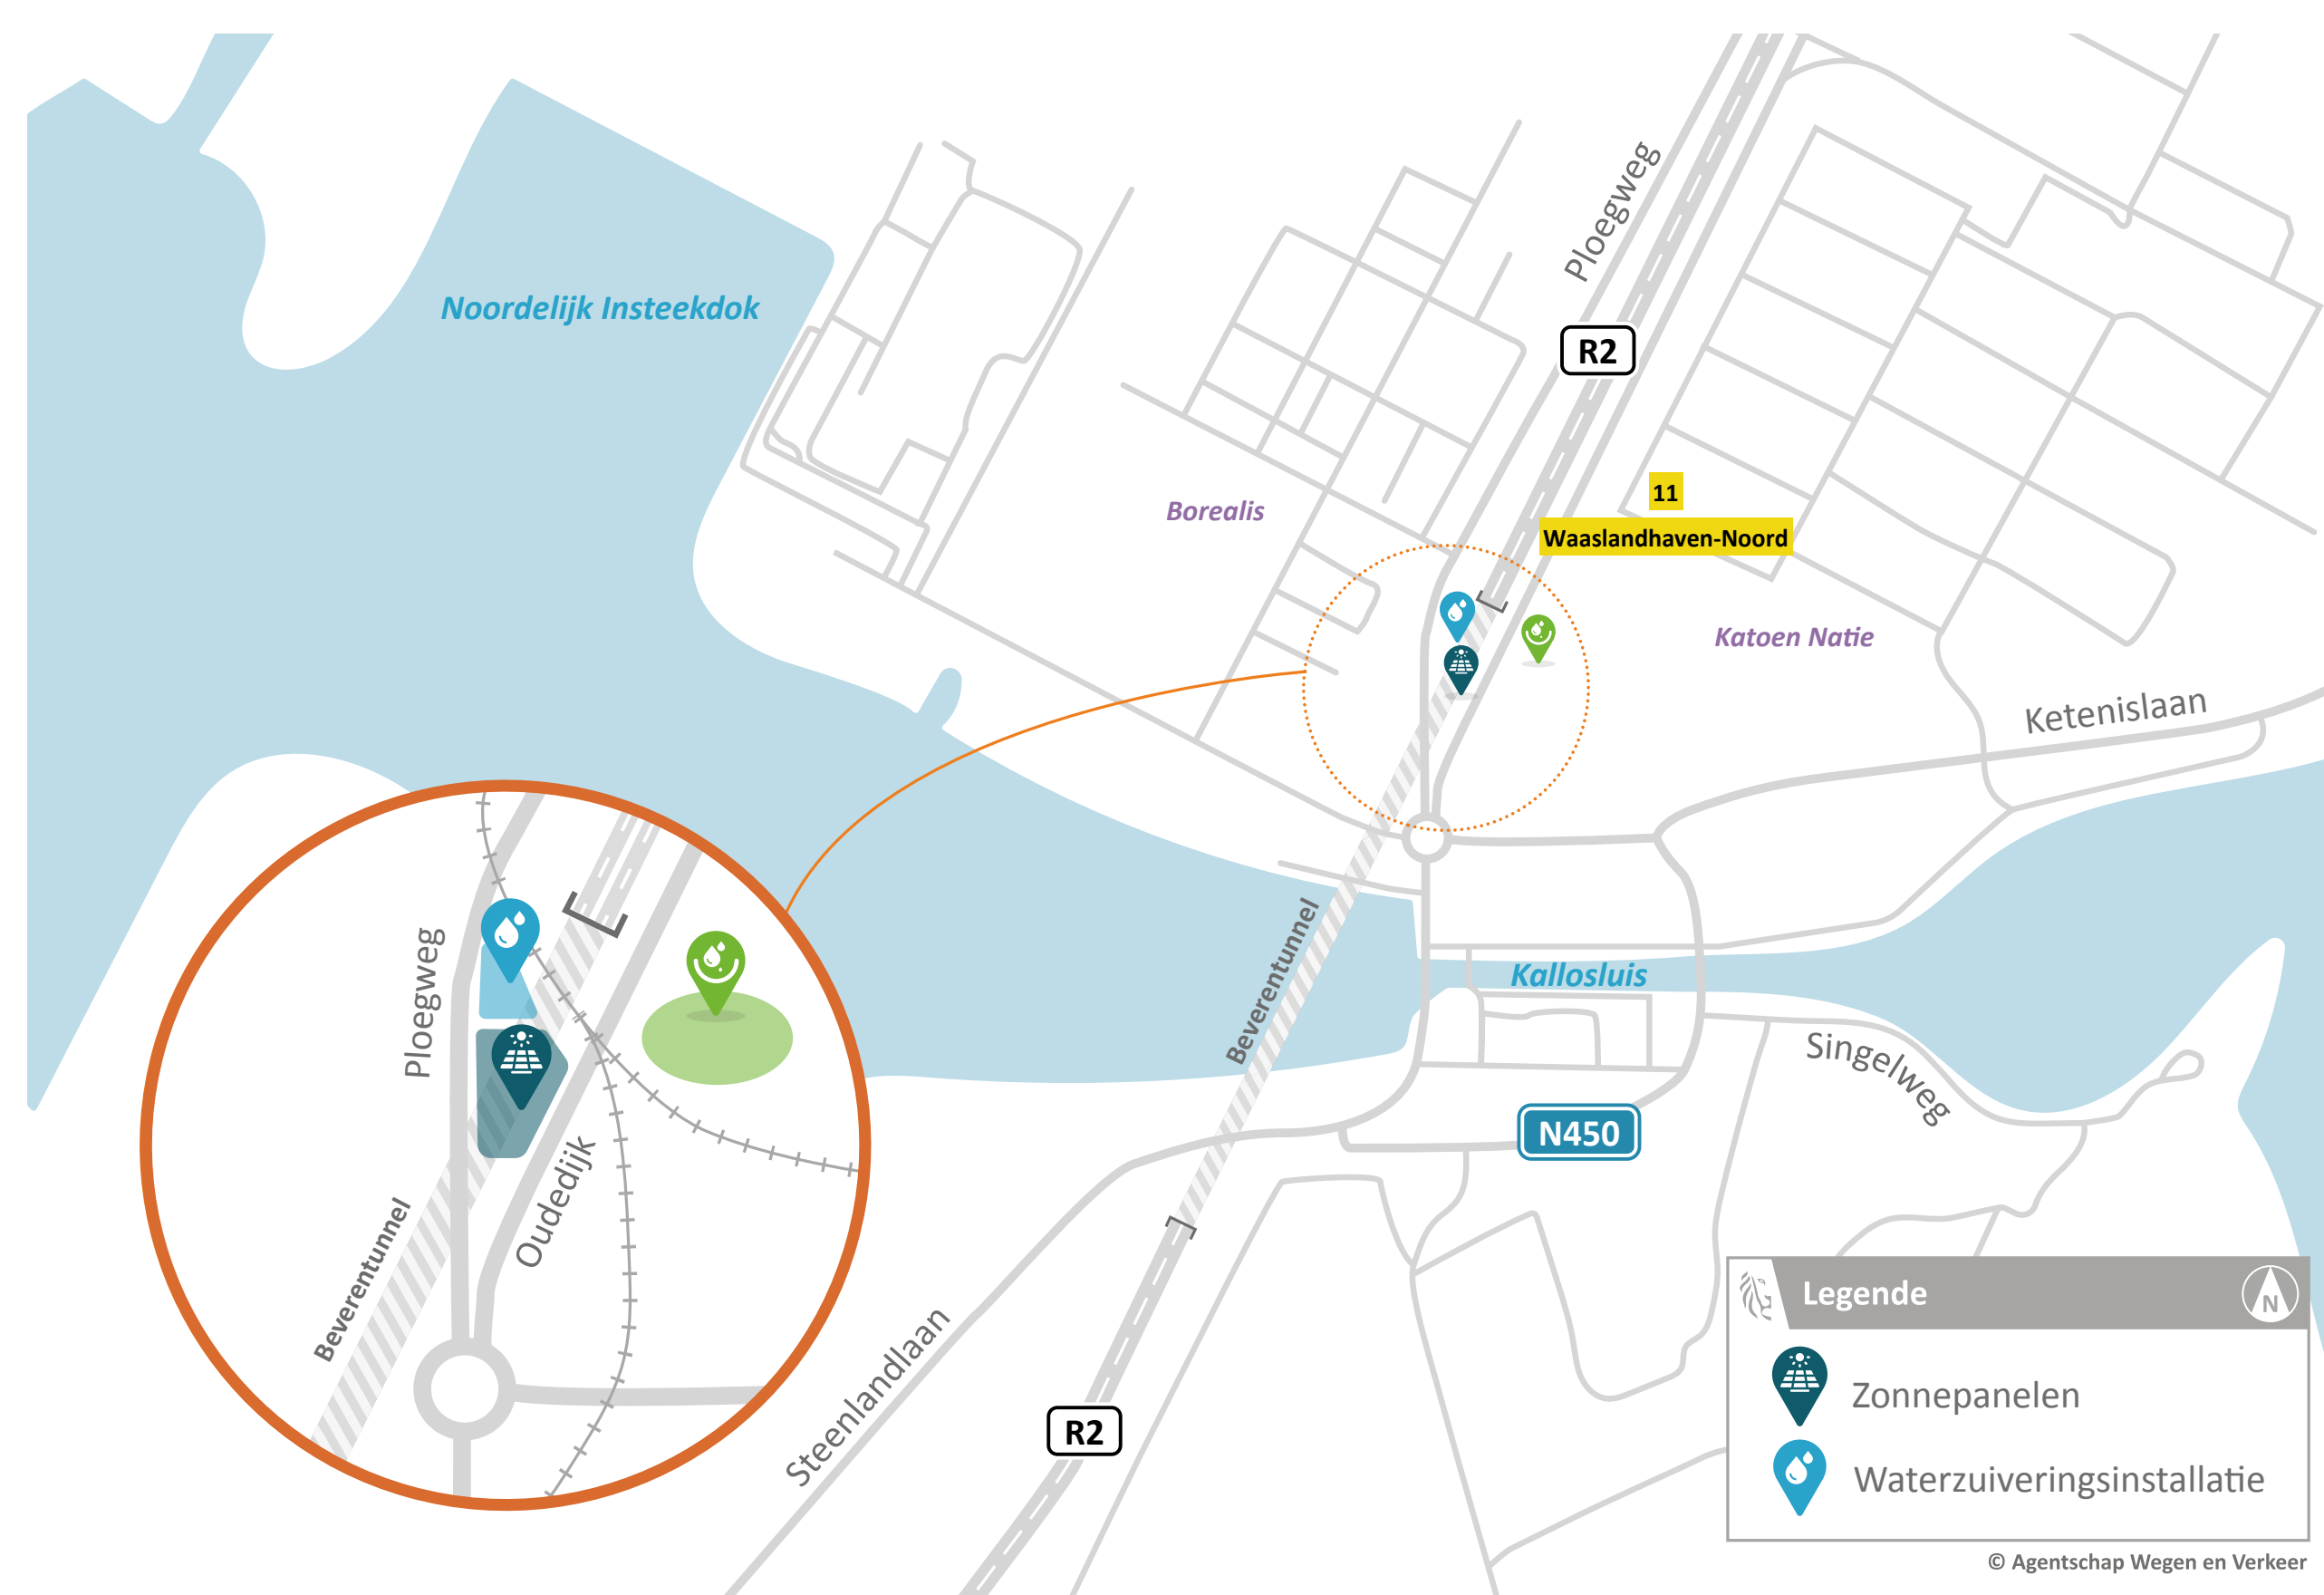 Ploegweg
Noordelijk Insteekdok
R2
11
Borealis
Waaslandhaven-Noord
Katoen Natie
Ketenislaan
Ploegweg
Beverentunnel
Kallosluis
Singelweg
N450
Oudedijk
Beverentunnel
Legende
N
Steenlandlaan
Zonnepanelen
R2
Waterzuiveringsinstallatie
© Agentschap Wegen en Verkeer